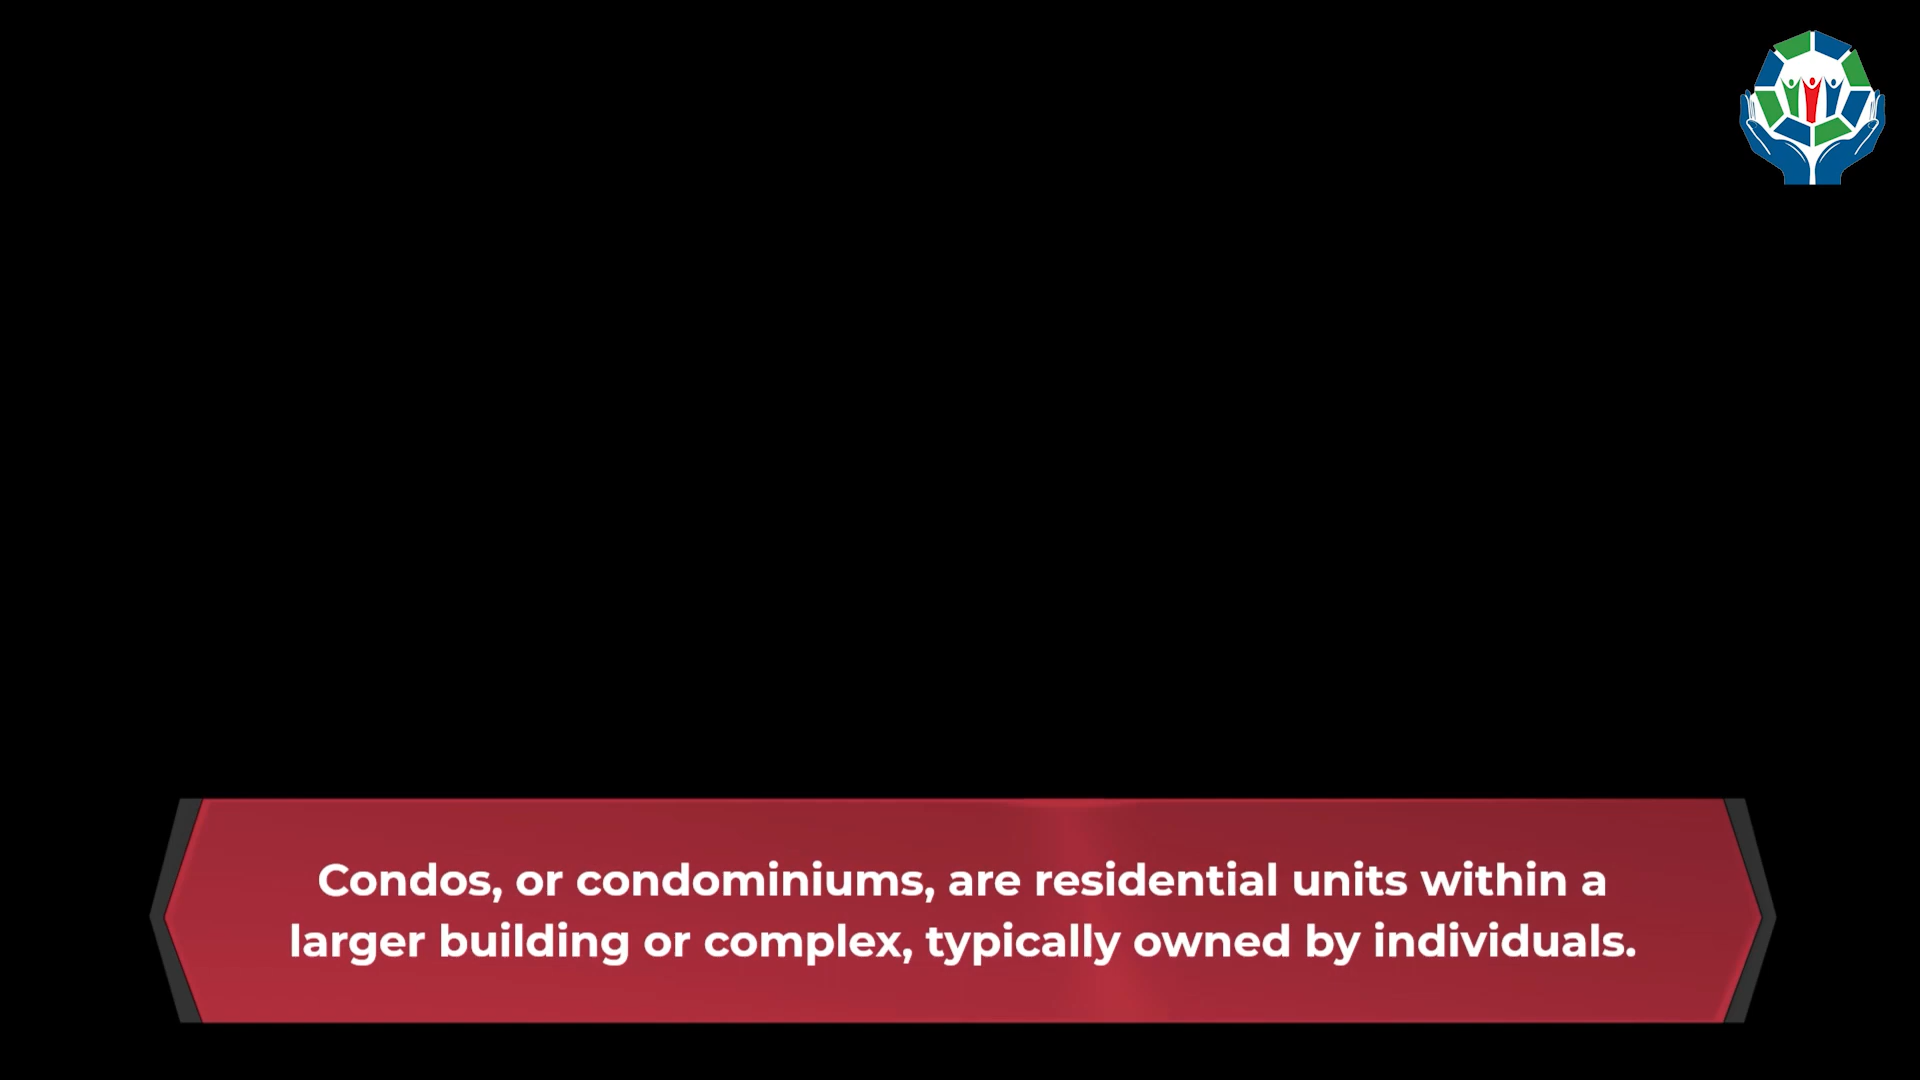 Condos, or condominiums, are residential units within a
larger building or complex, typically owned by individuals.